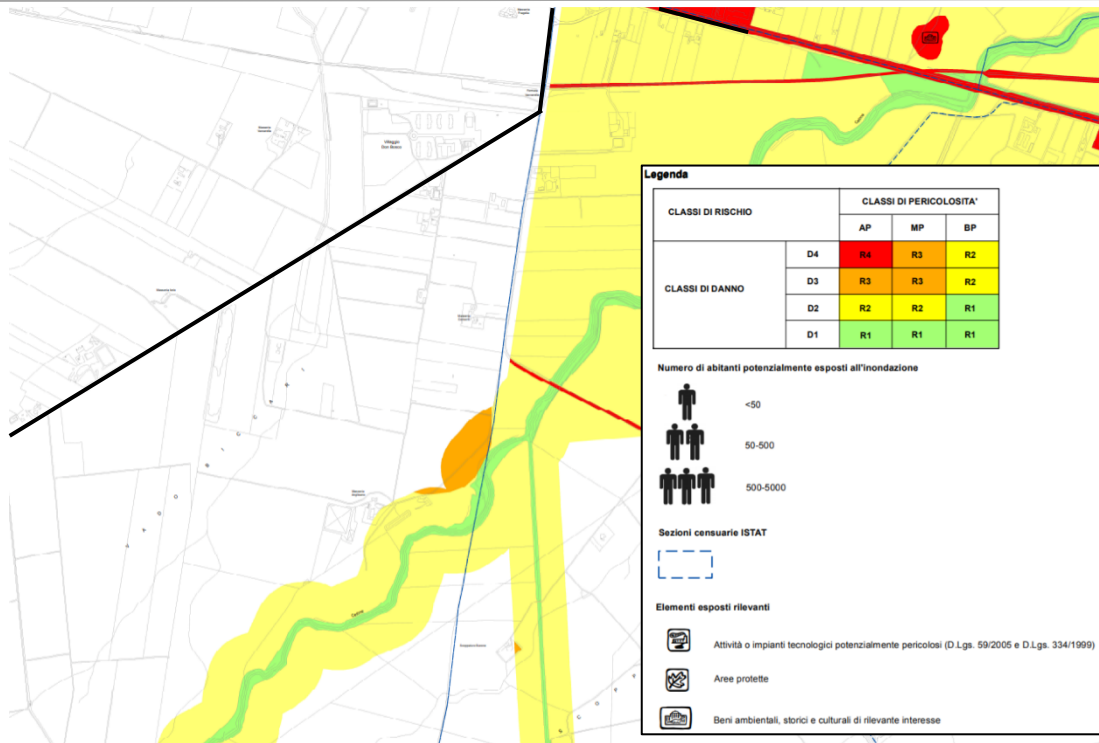 Villaggio
Don Bosco
Legenda
CLASSI DI RISCHIO
CLASSI DI PERICOLOSITA'
AP MP BP
CLASSI DI DANNO
D4 R4 R3 R2
D3 R3 R3 R2
D2 R2 R2 R1
D1 R1 R1 R1
Numero di abitanti potenzialmente esposti all'inondazione
<50
50-500
500-5000
Sezioni censuarie ISTAT
Elementi esposti rilevanti
Attività o impianti tecnologici potenzialmente pericolosi (D.Lgs. 59/2005 e D.Lgs. 334/1999)
Aree protette
Beni ambientali, storici e culturali di rilevante interesse